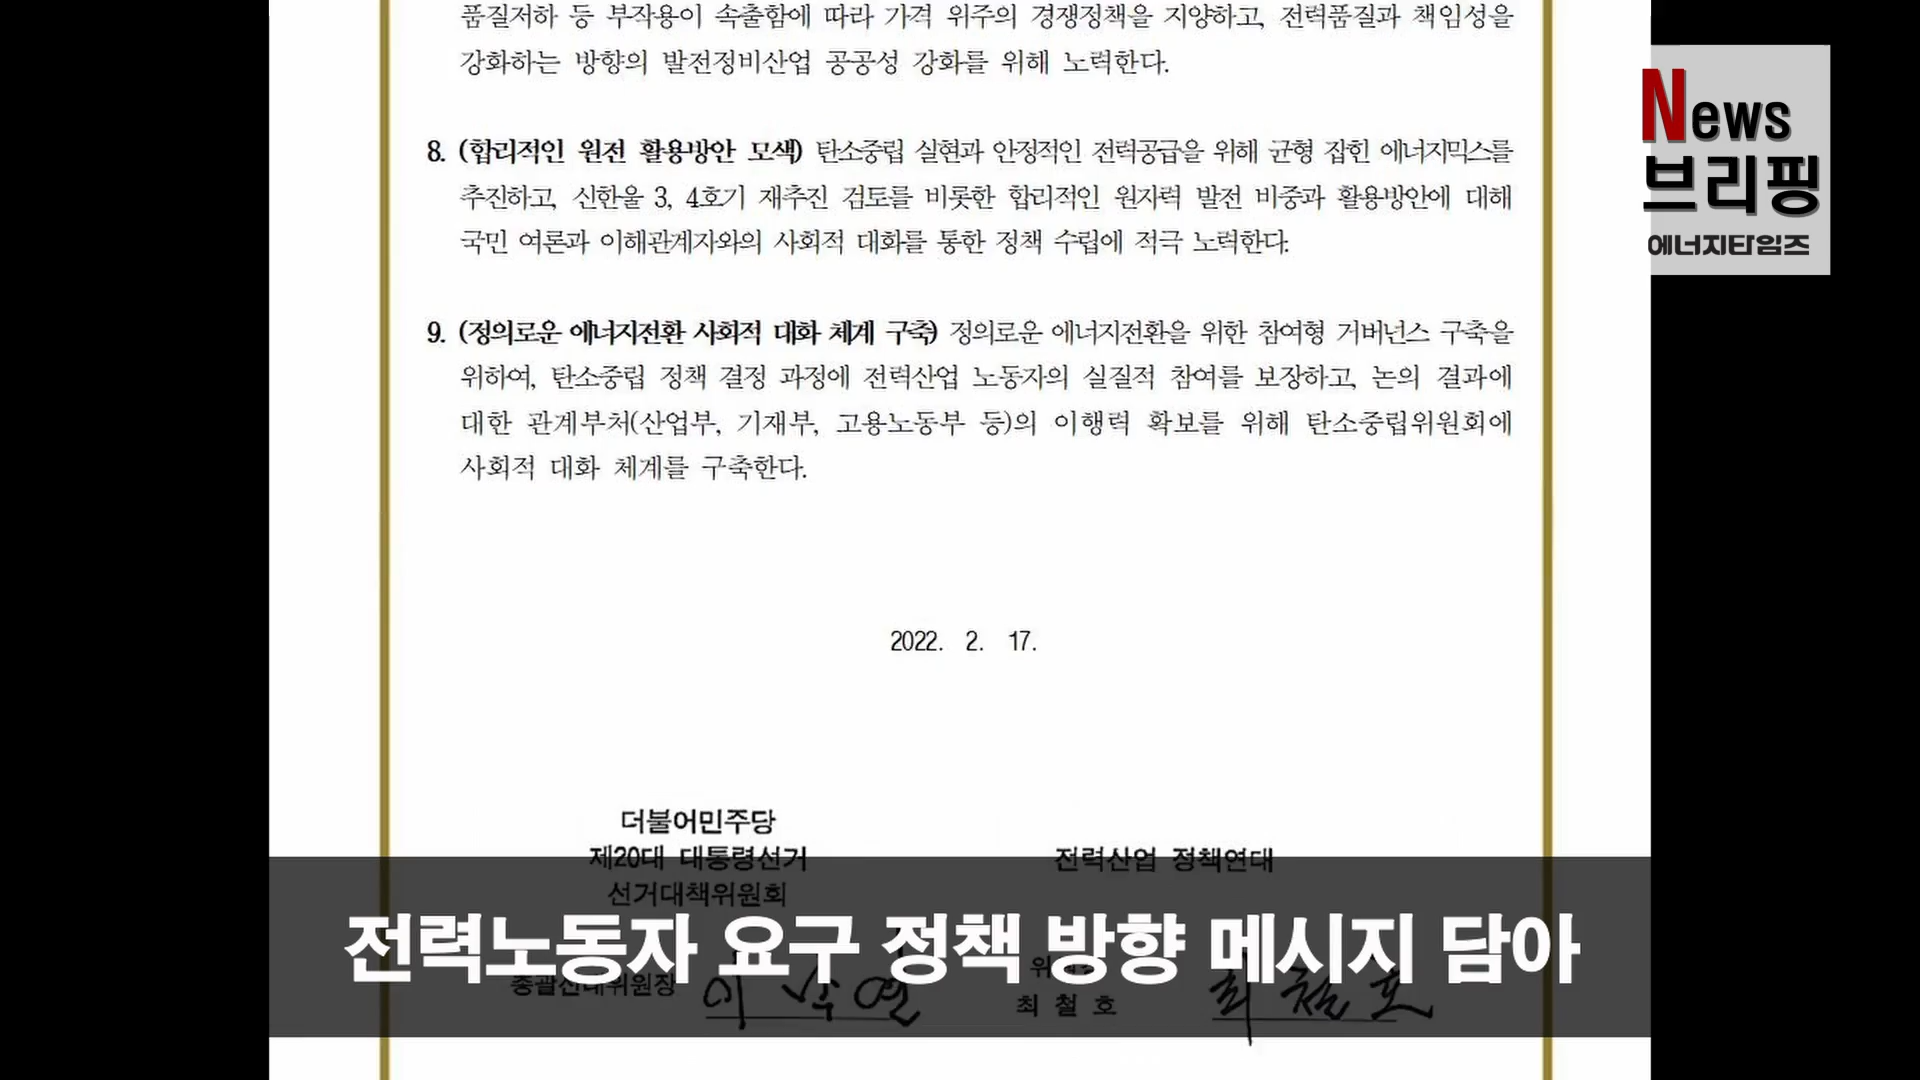 품질저하 등 부작용이 속출함에 따라 가격 위주의 경쟁정책을 지양하고, 전력품질과 책임성을
강화하는 방향의 발전정비산업 공공성 강화를 위해 노력한다.
8. (합리적인 원전 활용방안 모색) 탄소중립 실현과 안정적인 전력공급을 위해 균형 잡힌 에너지믹스를
추진하고, 신한울 3, 4호기 재추진 검토를 비롯한 합리적인 원자력 발전 비중과 활용방안에 대해
국민 여론과 이해관계자와의 사회적 대화를 통한 정책 수립에 적극 노력한다.
9. (정의로운 에너지전환 사회적 대화 체계 구축) 정의로운 에너지전환을 위한 참여형 거버넌스 구축을
위하여, 탄소중립 정책 결정 과정에 전력산업 노동자의 실질적 참여를 보장하고, 논의 결과에
대한 관계부처(산업부, 기재부, 고용노동부 등)의 이행력 확보를 위해 탄소중립위원회에
사회적 대화 체계를 구축한다.
2022. 2. 17.
더불어민주당
제20대 대통령선거
선거대책위원회
총괄선대위원장
전력산업 정책연대
최 철 호
최 철 호
전력노동자 요구 정책 방향 메시지 담아
News
브리핑
에너지타임즈